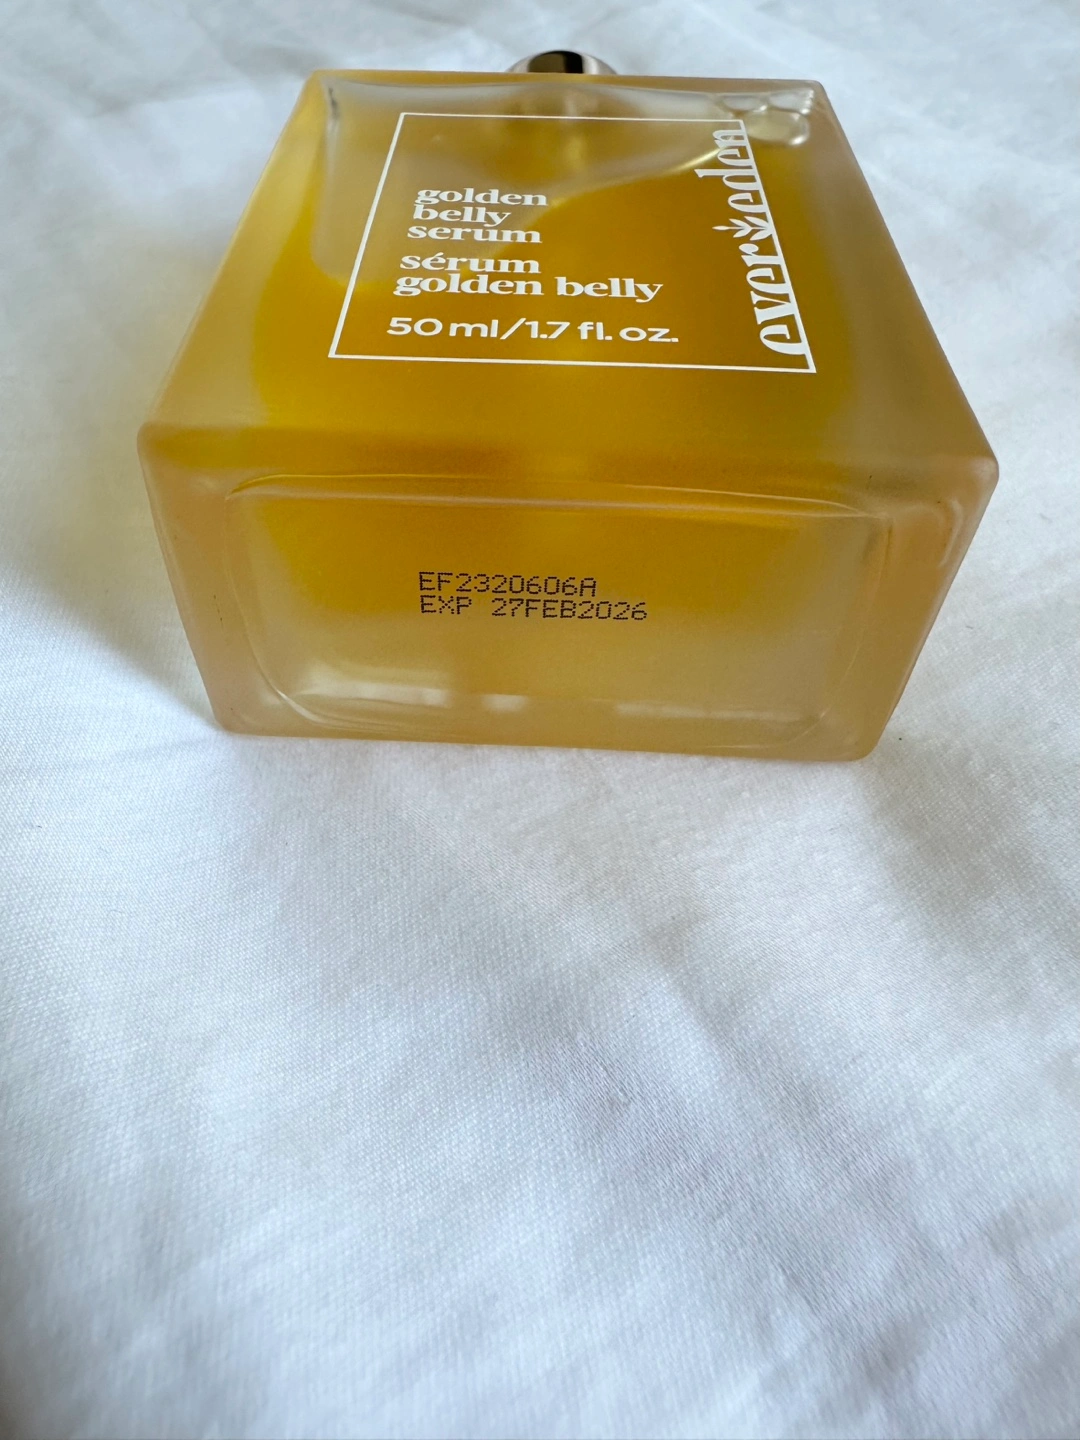 golden
belly
serum
sérum
golden belly
50 ml/1.7 fl. oz.
evereden
EF2320606A
EXP 27FEB2026